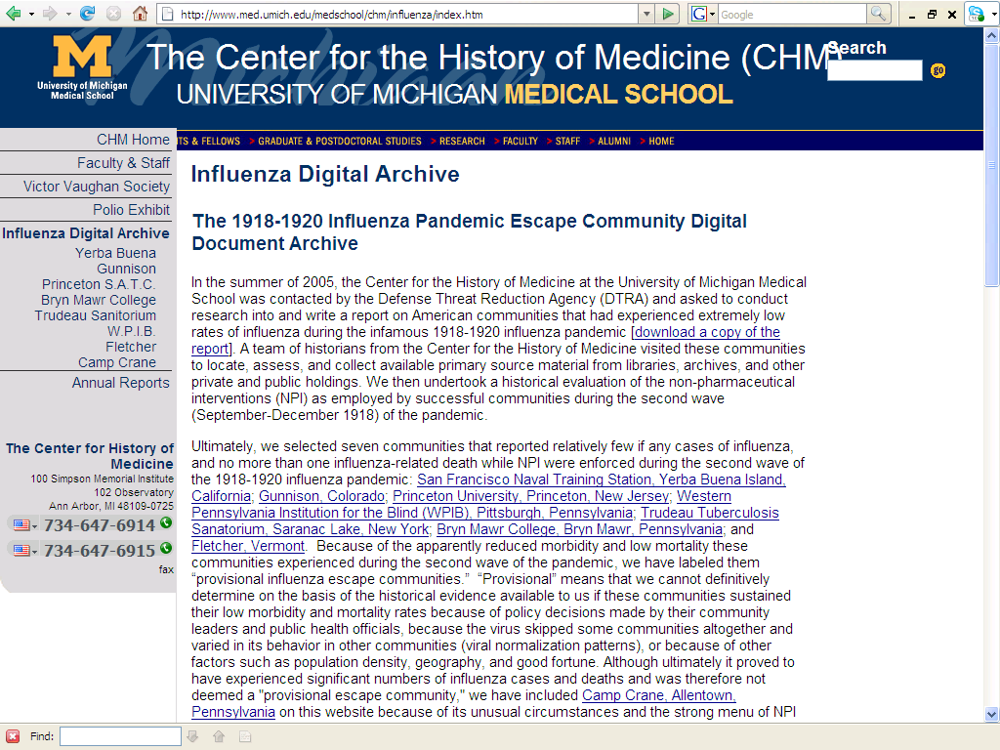 http://www.med.umich.edu/medschool/chm/influenza/index.htm
G
Google
M
University of Michigan
Medical School
Michigan
The Center for the History of Medicine (CHM)
UNIVERSITY OF MICHIGAN MEDICAL SCHOOL
Search
go
TS & FELLOWS > GRADUATE & POSTDOCTORAL STUDIES > RESEARCH > FACULTY > STAFF > ALUMNI > HOME
CHM Home
Faculty & Staff
Victor Vaughan Society
Polio Exhibit
Influenza Digital Archive
Yerba Buena
Gunnison
Princeton S.A.T.C.
Bryn Mawr College
Trudeau Sanitorium
W.P.I.B.
Fletcher
Camp Crane
Annual Reports
The Center for History of
Medicine
100 Simpson Memorial Institute
102 Observatory
Ann Arbor, MI 48109-0725
734-647-6914
734-647-6915
fax
Influenza Digital Archive
The 1918-1920 Influenza Pandemic Escape Community Digital
Document Archive
In the summer of 2005, the Center for the History of Medicine at the University of Michigan Medical
School was contacted by the Defense Threat Reduction Agency (DTRA) and asked to conduct
research into and write a report on American communities that had experienced extremely low
rates of influenza during the infamous 1918-1920 influenza pandemic [download a copy of the
report]. A team of historians from the Center for the History of Medicine visited these communities
to locate, assess, and collect available primary source material from libraries, archives, and other
private and public holdings. We then undertook a historical evaluation of the non-pharmaceutical
interventions (NPI) as employed by successful communities during the second wave
(September-December 1918) of the pandemic.
Ultimately, we selected seven communities that reported relatively few if any cases of influenza,
and no more than one influenza-related death while NPI were enforced during the second wave of
the 1918-1920 influenza pandemic: San Francisco Naval Training Station, Yerba Buena Island,
California; Gunnison, Colorado; Princeton University, Princeton, New Jersey; Western
Pennsylvania Institution for the Blind (WPIB), Pittsburgh, Pennsylvania; Trudeau Tuberculosis
Sanatorium, Saranac Lake, New York; Bryn Mawr College, Bryn Mawr, Pennsylvania; and
Fletcher, Vermont.  Because of the apparently reduced morbidity and low mortality these
communities experienced during the second wave of the pandemic, we have labeled them
“provisional influenza escape communities.”  “Provisional” means that we cannot definitively
determine on the basis of the historical evidence available to us if these communities sustained
their low morbidity and mortality rates because of policy decisions made by their community
leaders and public health officials, because the virus skipped some communities altogether and
varied in its behavior in other communities (viral normalization patterns), or because of other
factors such as population density, geography, and good fortune. Although ultimately it proved to
have experienced significant numbers of influenza cases and deaths and was therefore not
deemed a "provisional escape community," we have included Camp Crane, Allentown,
Pennsylvania on this website because of its unusual circumstances and the strong menu of NPI
Find: